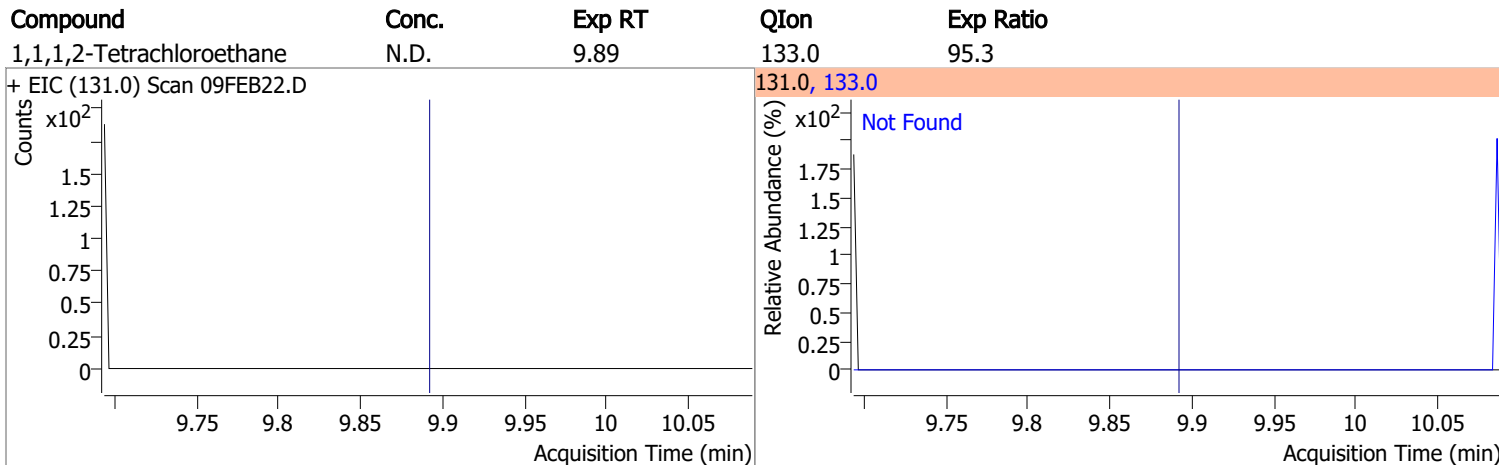 Compound Conc. Exp RT QIon Exp Ratio
1,1,1,2-Tetrachloroethane N.D. 9.89 133.0 95.3
+ EIC (131.0) Scan 09FEB22.D
Counts
x10²
1.5
1.25
1
0.75
0.5
0.25
0
9.75 9.8 9.85 9.9 9.95 10 10.05
Acquisition Time (min)
131.0, 133.0
Relative Abundance (%)
x10²
Not Found
1.75
1.5
1.25
1
0.75
0.5
0.25
0
9.75 9.8 9.85 9.9 9.95 10 10.05
Acquisition Time (min)